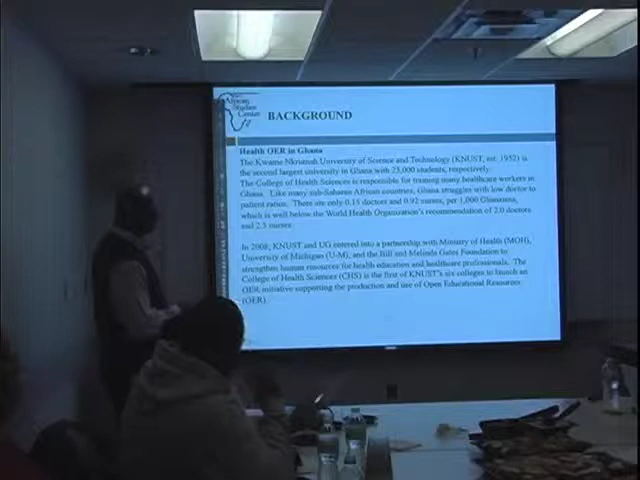 African
Studies
Center
BACKGROUND
Health OER in Ghana
The Kwame Nkrumah University of Science and Technology (KNUST, est. 1952) is
the second largest university in Ghana with 23,000 students, respectively.
The College of Health Sciences is responsible for training many healthcare workers in
Ghana. Like many sub-Saharan African countries, Ghana struggles with low doctor to
patient ratios. There are only 0.15 doctors and 0.92 nurses, per 1,000 Ghanaians,
which is well below the World Health Organization's recommendation of 2.0 doctors
and 2.5 nurses.
In 2008, KNUST and UG entered into a partnership with Ministry of Health (MOH),
University of Michigan (U-M), and the Bill and Melinda Gates Foundation to
strengthen human resources for health education and healthcare professionals. The
College of Health Sciences (CHS) is the first of KNUST's six colleges to launch an
OER initiative supporting the production and use of Open Educational Resources
(OER).